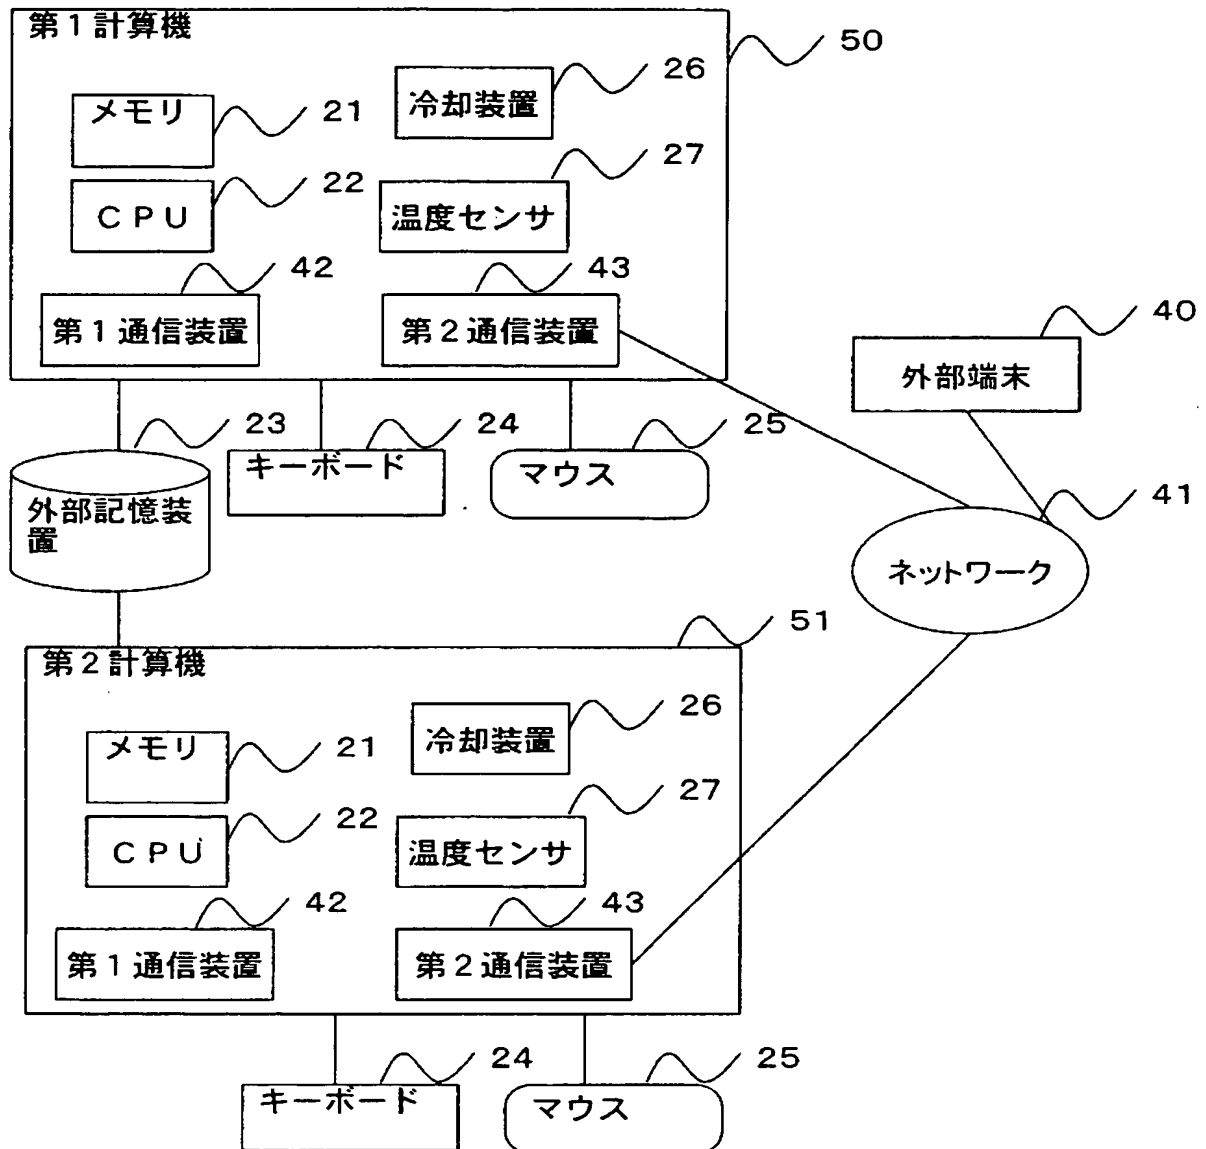 第１計算機
50
メモリ
21
冷却装置
26
ＣＰＵ
22
温度センサ
27
第１通信装置
42
第２通信装置
43
外部端末
40
外部記憶装
置
23
キーボード
24
マウス
25
ネットワーク
41
第２計算機
51
メモリ
21
冷却装置
26
ＣＰＵ
22
温度センサ
27
第１通信装置
42
第２通信装置
43
キーボード
24
マウス
25